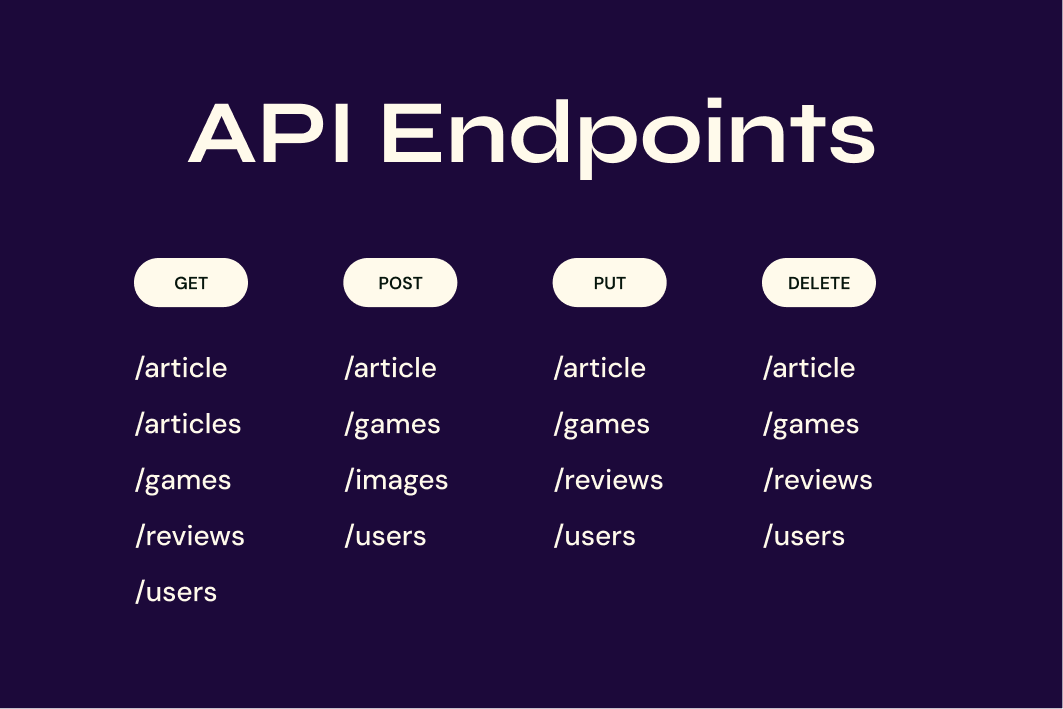 API Endpoints
GET
POST
PUT
DELETE
/article
/article
/article
/article
/articles
/games
/games
/games
/games
/images
/reviews
/reviews
/reviews
/users
/users
/users
/users